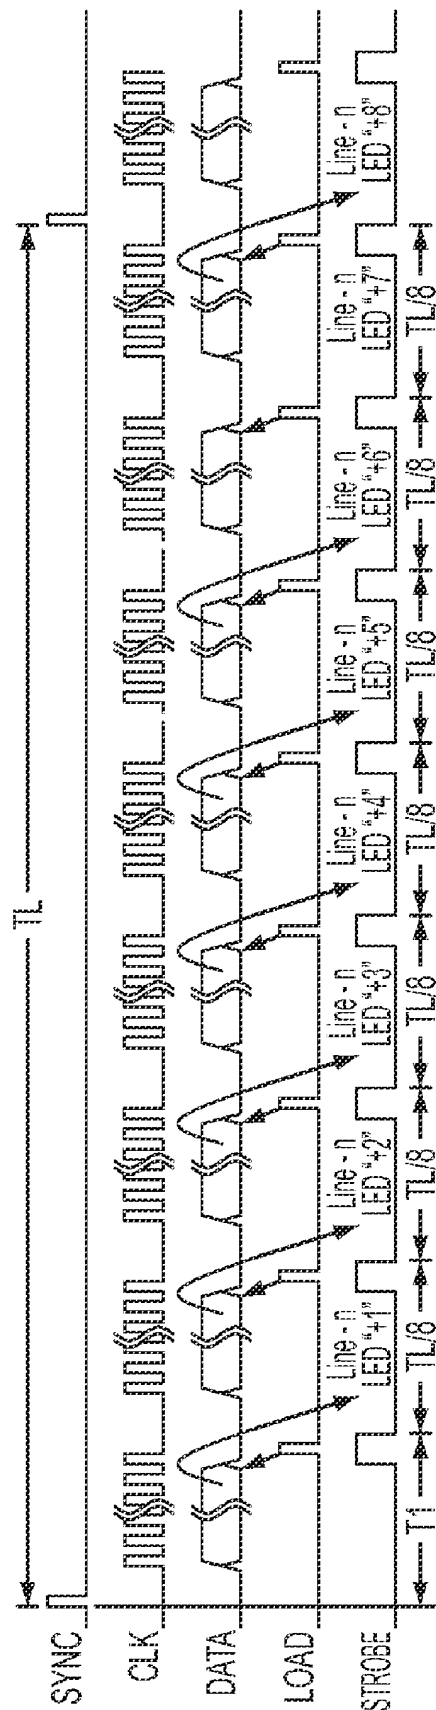 TL
SYNC
CLK
DATA
LOAD
STROBE
Line - n
LED "+1"
Line - n
LED "+2"
Line - n
LED "+3"
Line - n
LED "+4"
Line - n
LED "+5"
Line - n
LED "+6"
Line - n
LED "+7"
Line - n
LED "+8"
T1
TL/8
TL/8
TL/8
TL/8
TL/8
TL/8
TL/8